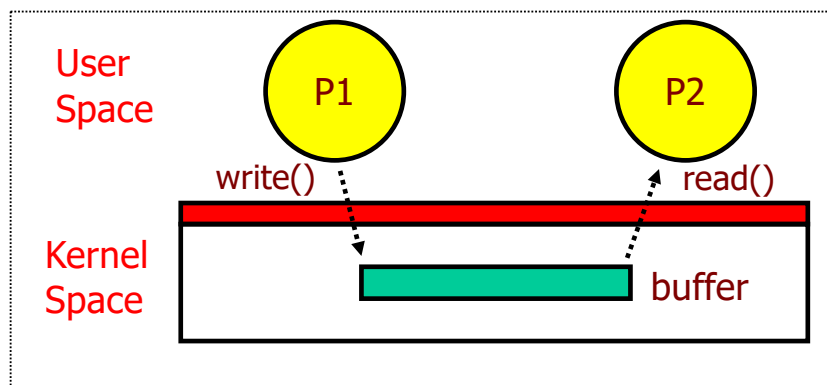 User
Space
P1
P2
write()
read()
Kernel
Space
buffer